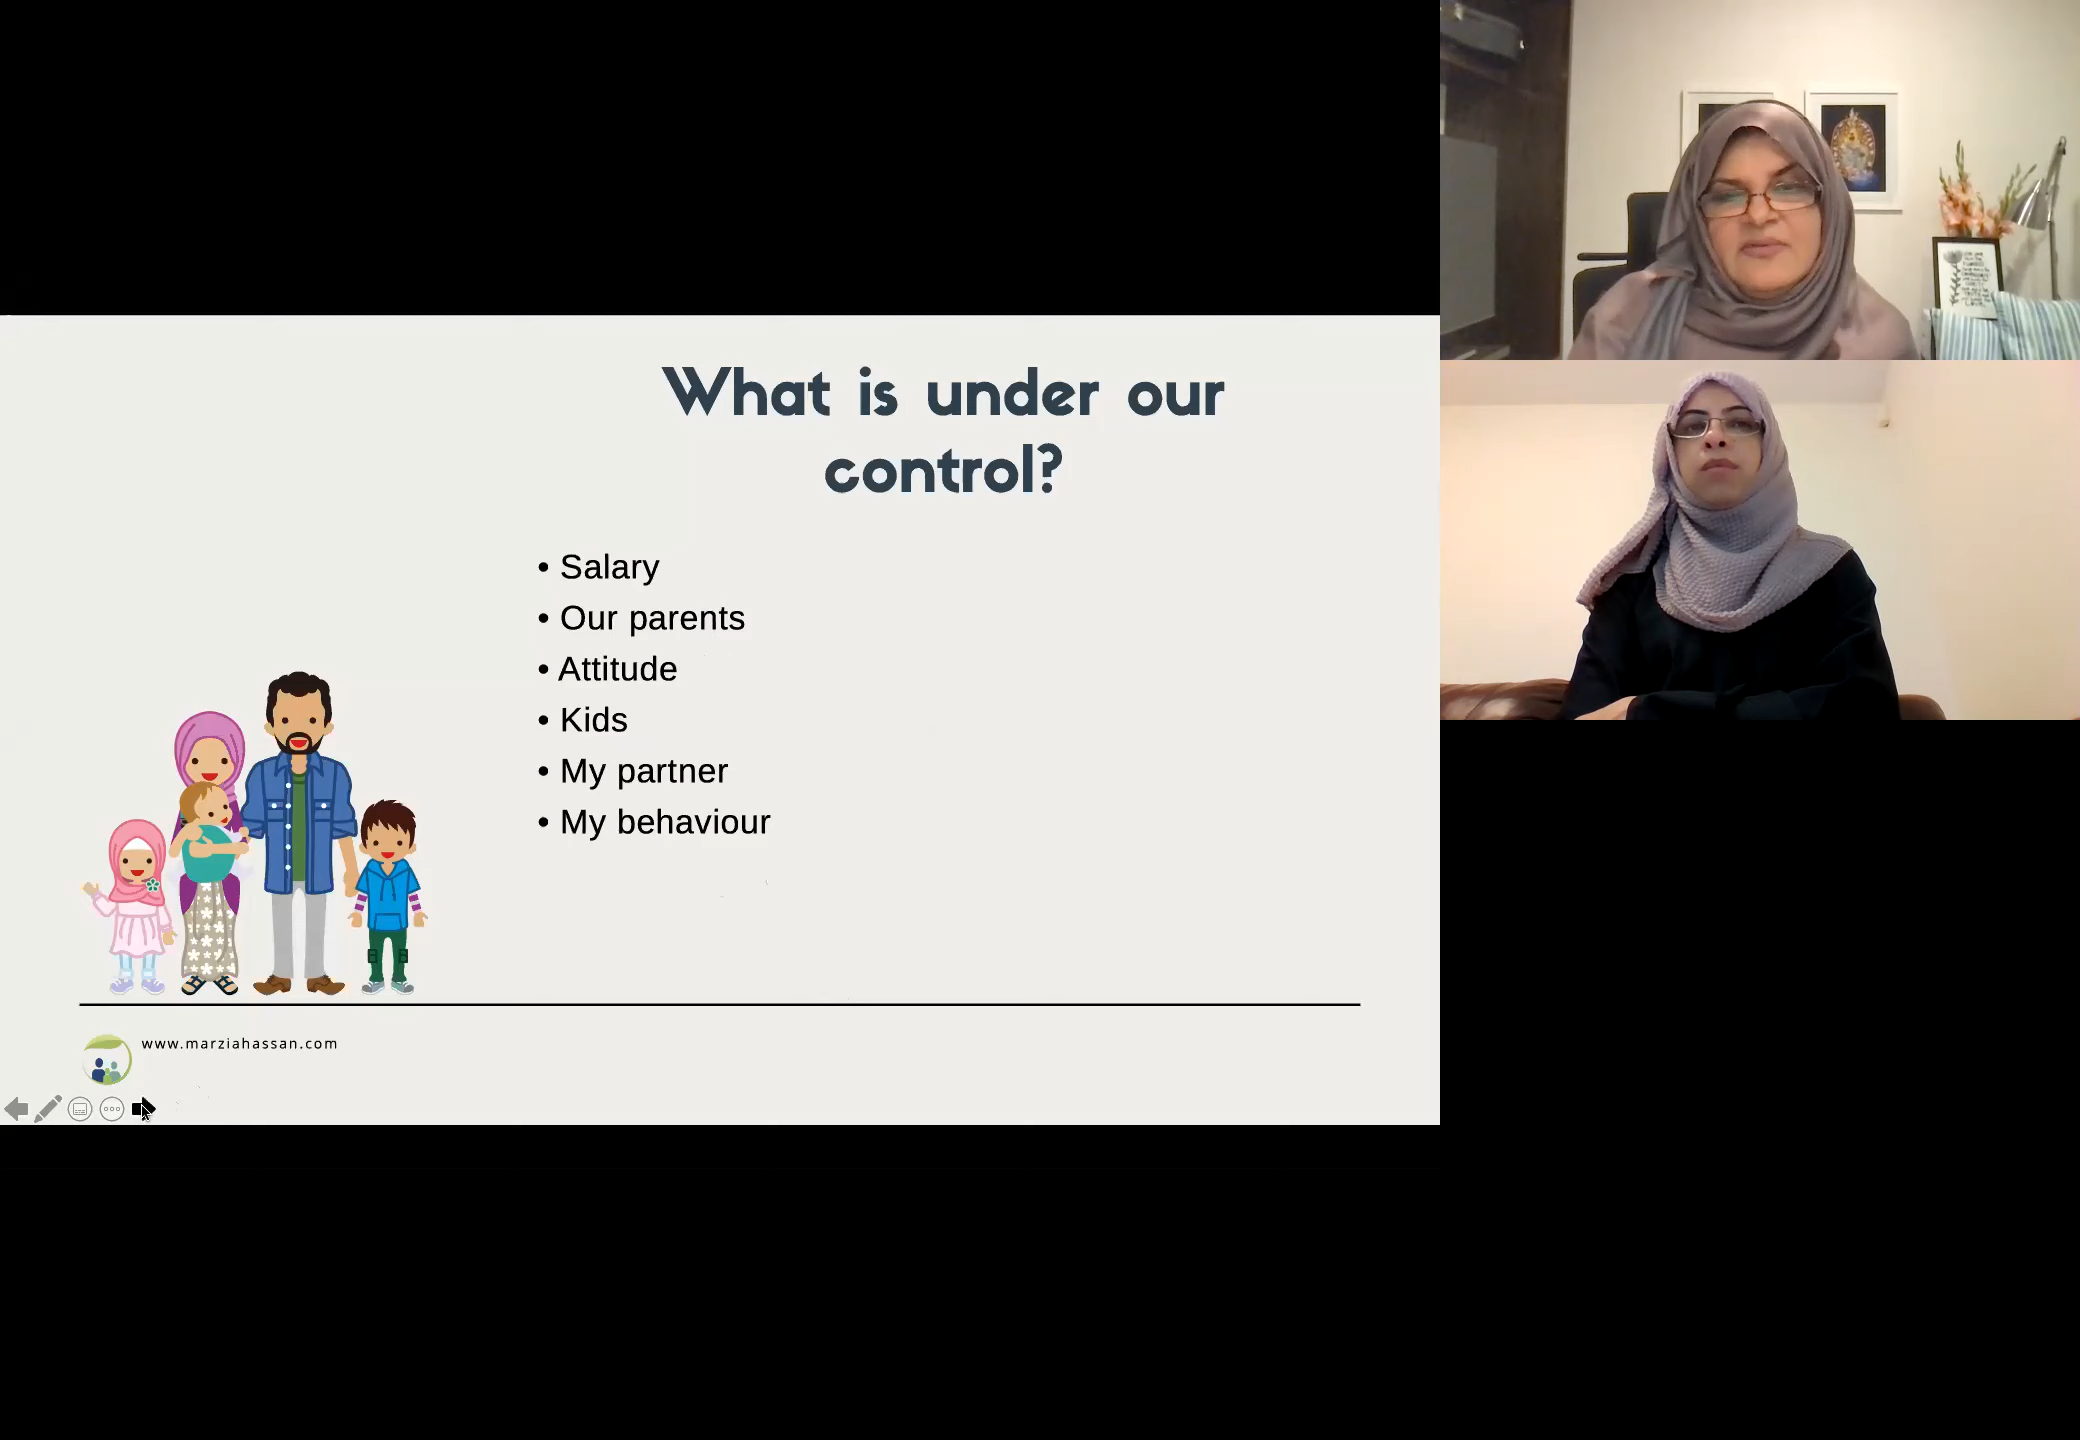 What is under our
control?
• Salary
• Our parents
• Attitude
• Kids
• My partner
• My behaviour
www.marziahassan.com